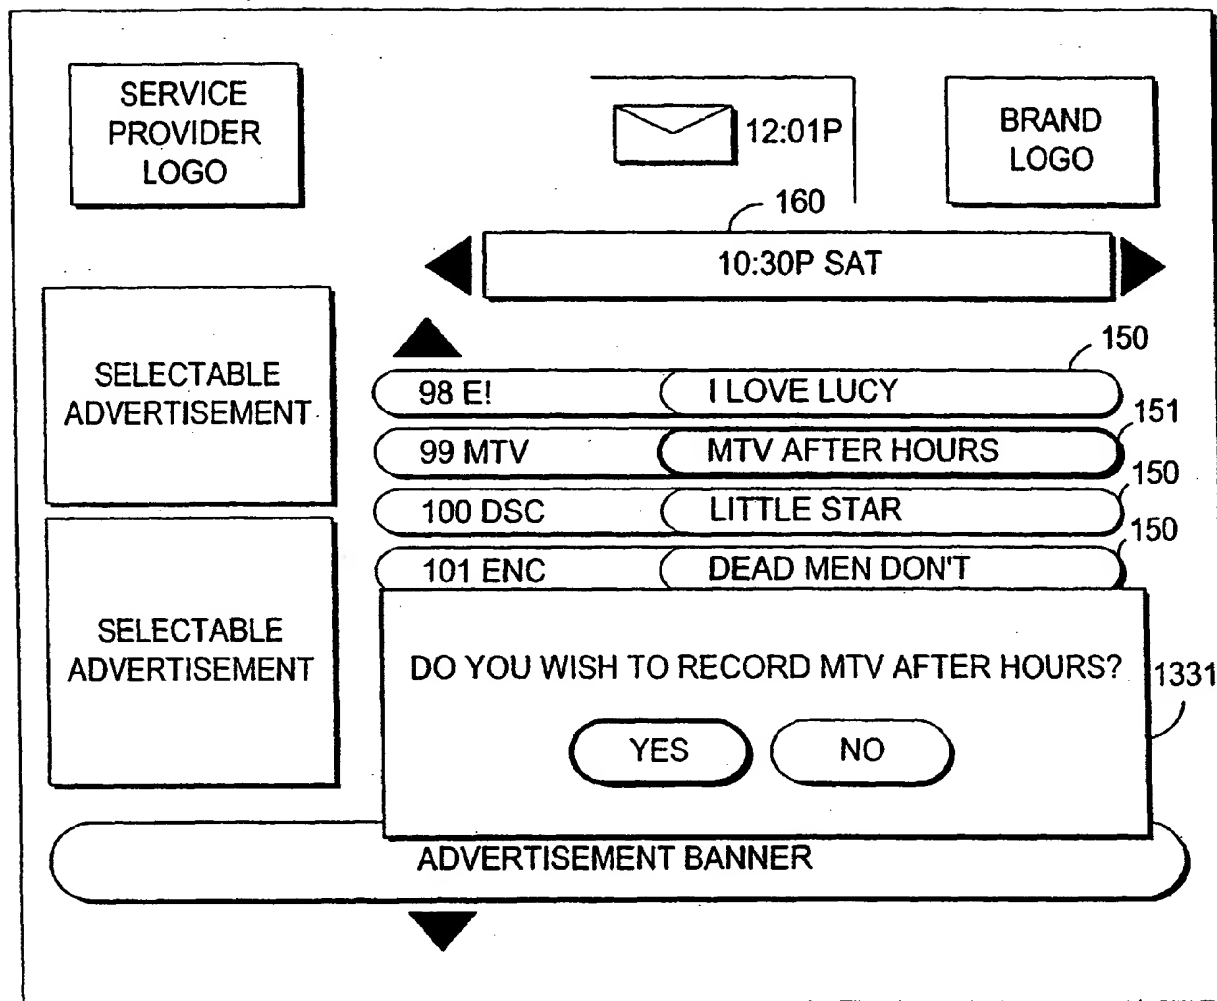 SERVICE
PROVIDER
LOGO
12:01P
BRAND
LOGO
160
10:30P SAT
SELECTABLE
ADVERTISEMENT
150
98 E! I LOVE LUCY
151
99 MTV MTV AFTER HOURS
150
100 DSC LITTLE STAR
150
101 ENC DEAD MEN DON'T
SELECTABLE
ADVERTISEMENT
DO YOU WISH TO RECORD MTV AFTER HOURS?
1331
YES NO
ADVERTISEMENT BANNER